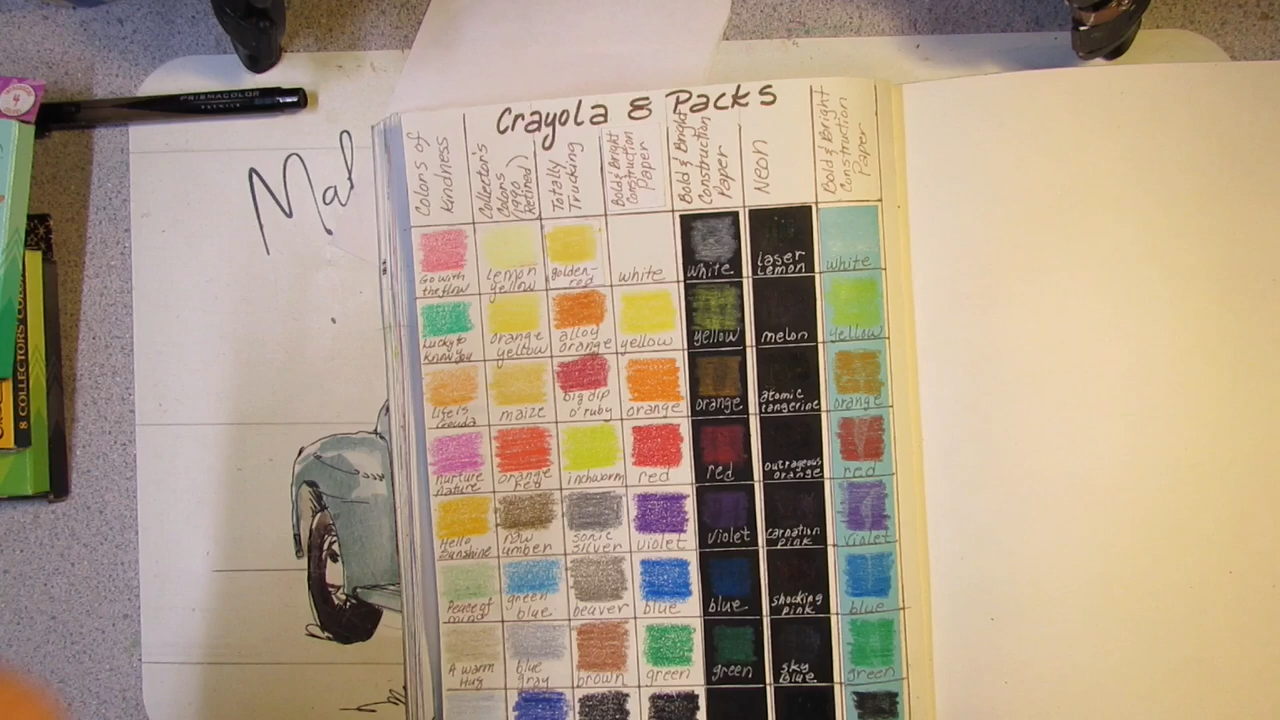 PRISMACOLOR
PREMIER
Mal
8 COLLECTORS' COLO
Crayola 8 Packs
Colors of
Kindness
Collector's
Colors
(1990
Retired)
Totally
Trucking
Bold & Bright
Construction
Paper
Bold & Bright
Construction
Paper
Neon
Bold & Bright
Construction
Paper
Go with
the flow
lemon
yellow
golden-
rod
white
white
laser
lemon
white
Lucky to
know you
orange
yellow
alloy
orange
yellow
yellow
melon
yellow
Life is
maize
big dip
o' ruby
orange
orange
atomic
tangerine
orange
nurture
nature
orange
red
inchworm
red
red
outrageous
orange
red
Hello
Sunshine
raw
umber
sonic
silver
violet
violet
carnation
pink
violet
Peace of
mind
green
blue
beaver
blue
blue
shocking
pink
blue
A warm
Hug
blue
gray
brown
green
green
sky
Blue
green